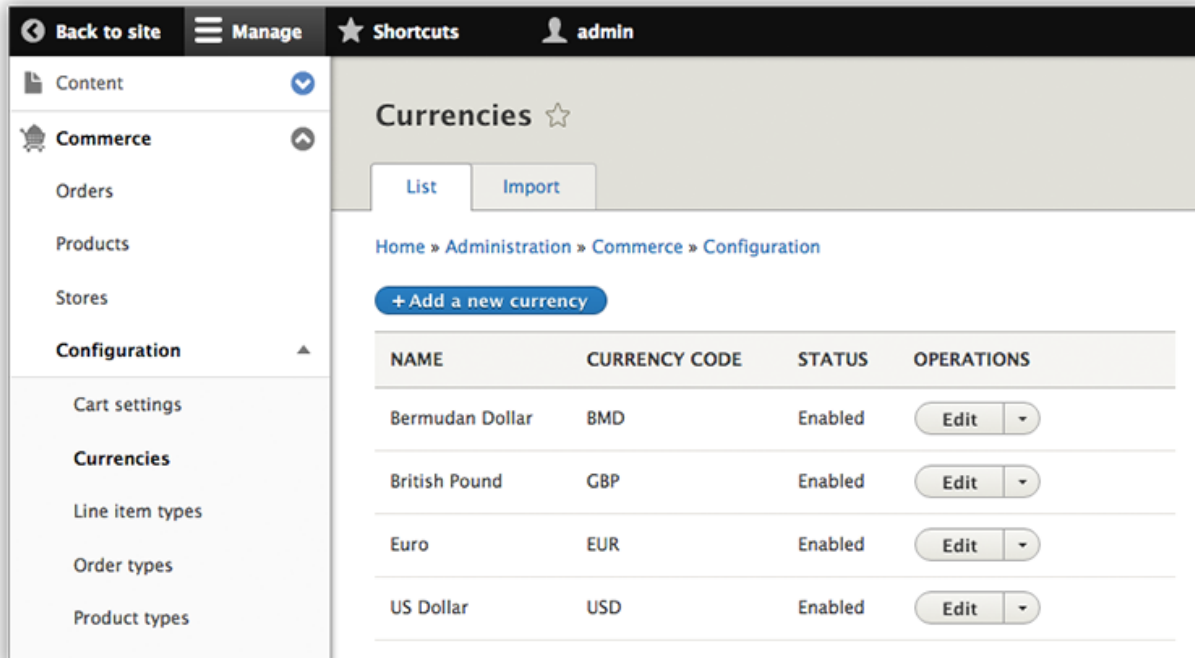 Back to site Manage Shortcuts admin
Content
Commerce
Orders
Products
Stores
Configuration
Cart settings
Currencies
Line item types
Order types
Product types
Currencies
List Import
Home » Administration » Commerce » Configuration
+ Add a new currency
NAME CURRENCY CODE STATUS OPERATIONS
Bermudan Dollar BMD Enabled Edit
British Pound GBP Enabled Edit
Euro EUR Enabled Edit
US Dollar USD Enabled Edit